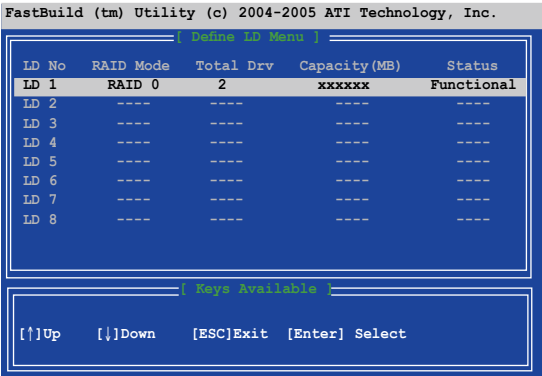 FastBuild (tm) Utility (c) 2004-2005 ATI Technology, Inc.
[ Define LD Menu ]
LD No RAID Mode Total Drv Capacity(MB) Status
LD 1 RAID 0 2 xxxxxx Functional
LD 2 ---- ---- ---- ----
LD 3 ---- ---- ---- ----
LD 4 ---- ---- ---- ----
LD 5 ---- ---- ---- ----
LD 6 ---- ---- ---- ----
LD 7 ---- ---- ---- ----
LD 8 ---- ---- ---- ----
[ Keys Available ]
[↑]Up [↓]Down [ESC]Exit [Enter] Select